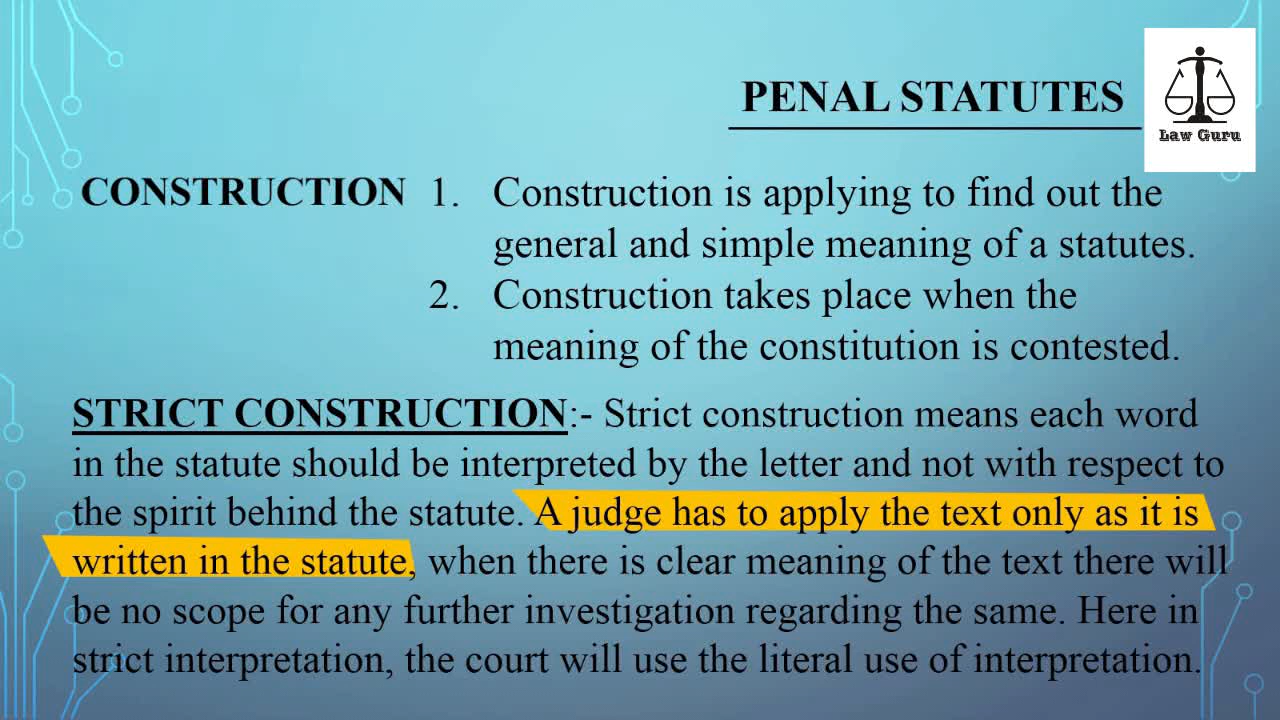 PENAL STATUTES
Law Guru
CONSTRUCTION 1. Construction is applying to find out the
general and simple meaning of a statutes.
2. Construction takes place when the
meaning of the constitution is contested.
STRICT CONSTRUCTION:- Strict construction means each word
in the statute should be interpreted by the letter and not with respect to
the spirit behind the statute. A judge has to apply the text only as it is
written in the statute, when there is clear meaning of the text there will
be no scope for any further investigation regarding the same. Here in
strict interpretation, the court will use the literal use of interpretation.